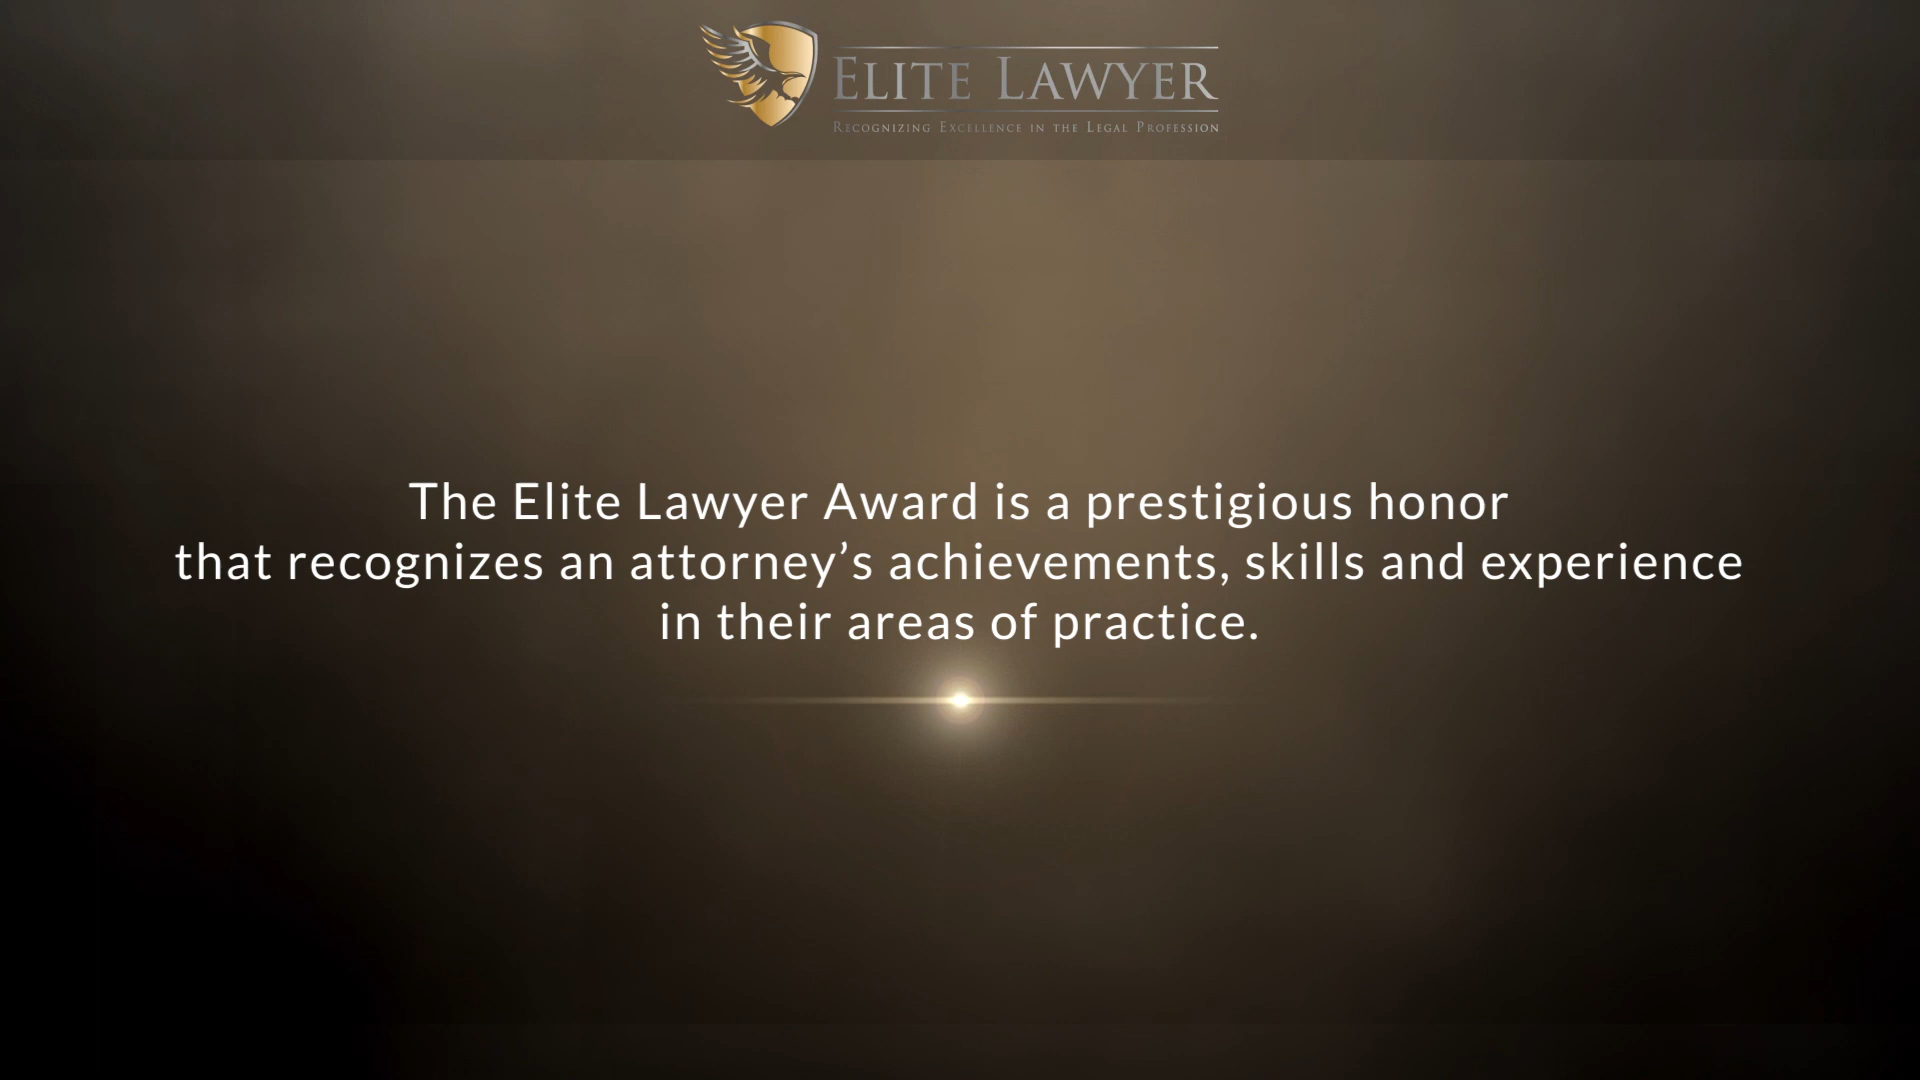 ELITE LAWYER
RECOGNIZING EXCELLENCE IN THE LEGAL PROFESSION
The Elite Lawyer Award is a prestigious honor
that recognizes an attorney’s achievements, skills and experience
in their areas of practice.